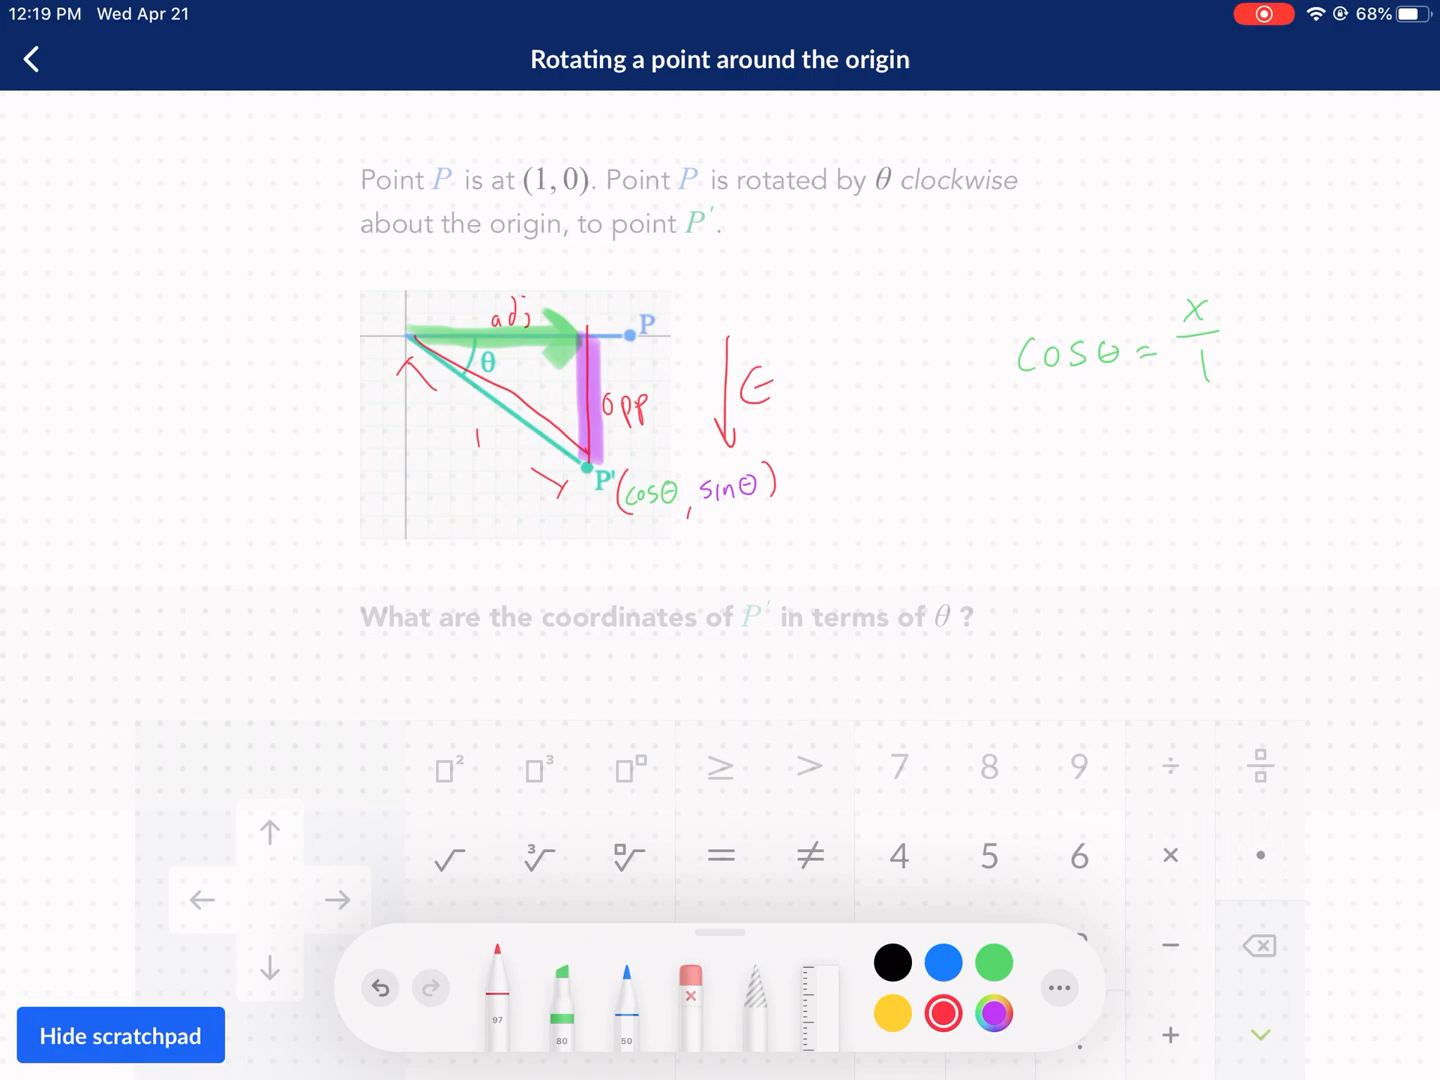 12:19 PM Wed Apr 21
68%
Rotating a point around the origin
Point P is at (1, 0). Point P is rotated by θ clockwise
about the origin, to point P′.
adj
P
θ
opp
1
P'
(cosθ, sinθ)
cosθ = x/1
What are the coordinates of P′ in terms of θ ?
□² □³ □^□ ≥ > 7 8 9 ÷ □/□
√ ∛ □√ = ≠ 4 5 6 × •
← → ↑ ↓
−
+
97 80 50
Hide scratchpad